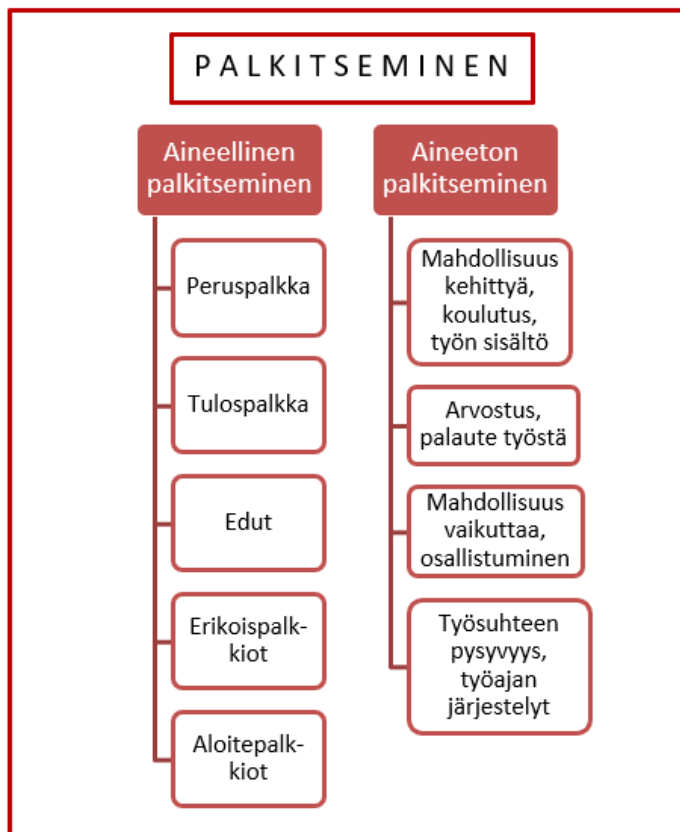 PALKITSEMINEN
Aineellinen
palkitseminen
Peruspalkka
Tulospalkka
Edut
Erikoispalk-
kiot
Aloitepalk-
kiot
Aineeton
palkitseminen
Mahdollisuus
kehittyä,
koulutus,
työn sisältö
Arvostus,
palaute työstä
Mahdollisuus
vaikuttaa,
osallistuminen
Työsuhteen
pysyvyys,
työajan
järjestelyt